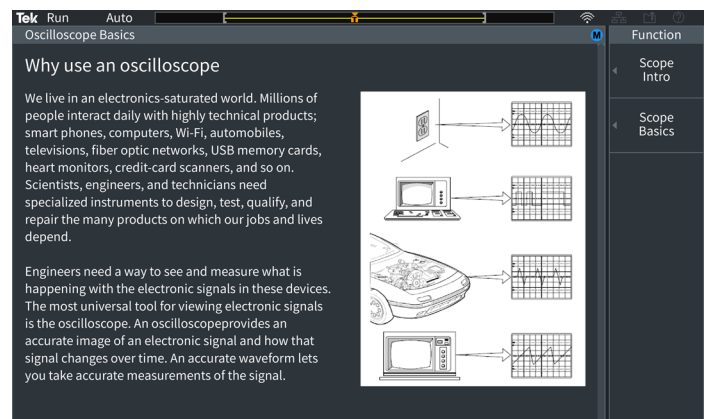 Tek Run Auto
T
Oscilloscope Basics
M
Function
Why use an oscilloscope
Scope
Intro
Scope
Basics
We live in an electronics-saturated world. Millions of
people interact daily with highly technical products;
smart phones, computers, Wi-Fi, automobiles,
televisions, fiber optic networks, USB memory cards,
heart monitors, credit-card scanners, and so on.
Scientists, engineers, and technicians need
specialized instruments to design, test, qualify, and
repair the many products on which our jobs and lives
depend.
Engineers need a way to see and measure what is
happening with the electronic signals in these devices.
The most universal tool for viewing electronic signals
is the oscilloscope. An oscilloscopeprovides an
accurate image of an electronic signal and how that
signal changes over time. An accurate waveform lets
you take accurate measurements of the signal.